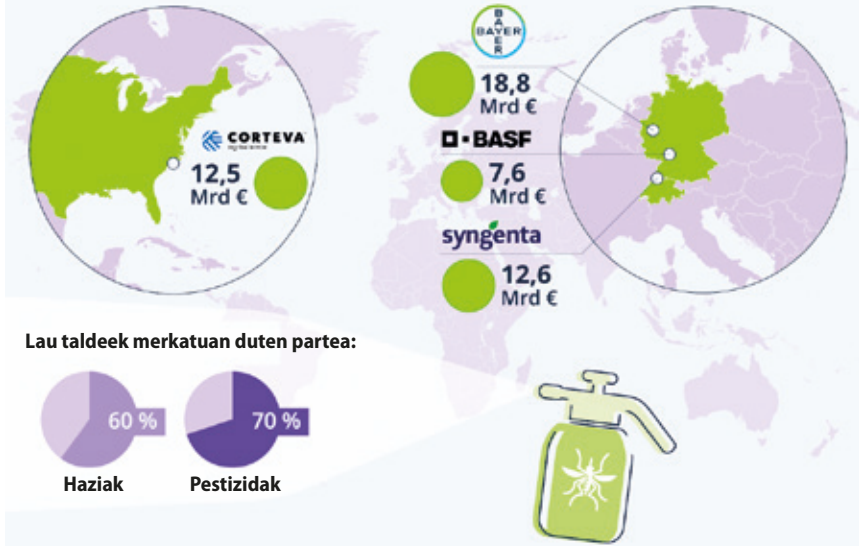 CORTEVA
12,5
Mrd €
BAYER
BAYER
18,8
Mrd €
BASF
7,6
Mrd €
syngenta
12,6
Mrd €
Lau taldeek merkatuan duten partea:
60 %
70 %
Haziak
Pestizidak